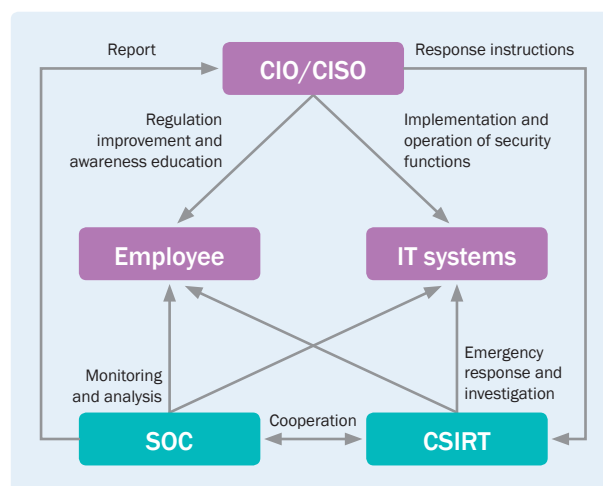 Report
Response instructions
CIO/CISO
Regulation
improvement and
awareness education
Implementation and
operation of security
functions
Employee
IT systems
Monitoring
and analysis
Emergency
response and
investigation
Cooperation
SOC
CSIRT